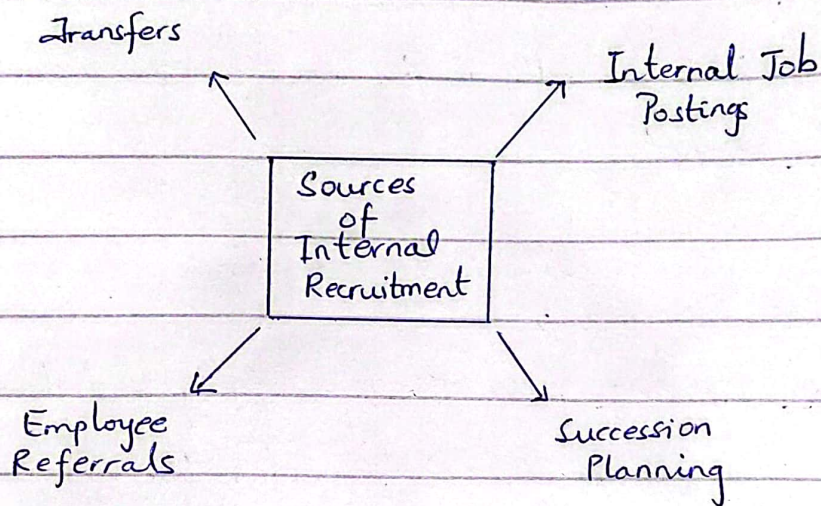 Transfers
Internal Job
Postings
Sources
of
Internal
Recruitment
Employee
Referrals
Succession
Planning